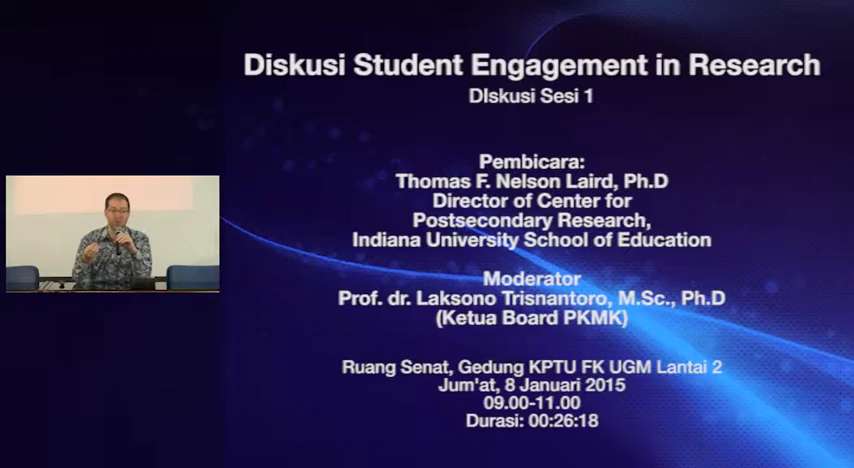 Diskusi Student Engagement in Research
DIskusi Sesi 1
Pembicara:
Thomas F. Nelson Laird, Ph.D
Director of Center for
Postsecondary Research,
Indiana University School of Education
Moderator
Prof. dr. Laksono Trisnantoro, M.Sc., Ph.D
(Ketua Board PKMK)
Ruang Senat, Gedung KPTU FK UGM Lantai 2
Jum'at, 8 Januari 2015
09.00-11.00
Durasi: 00:26:18